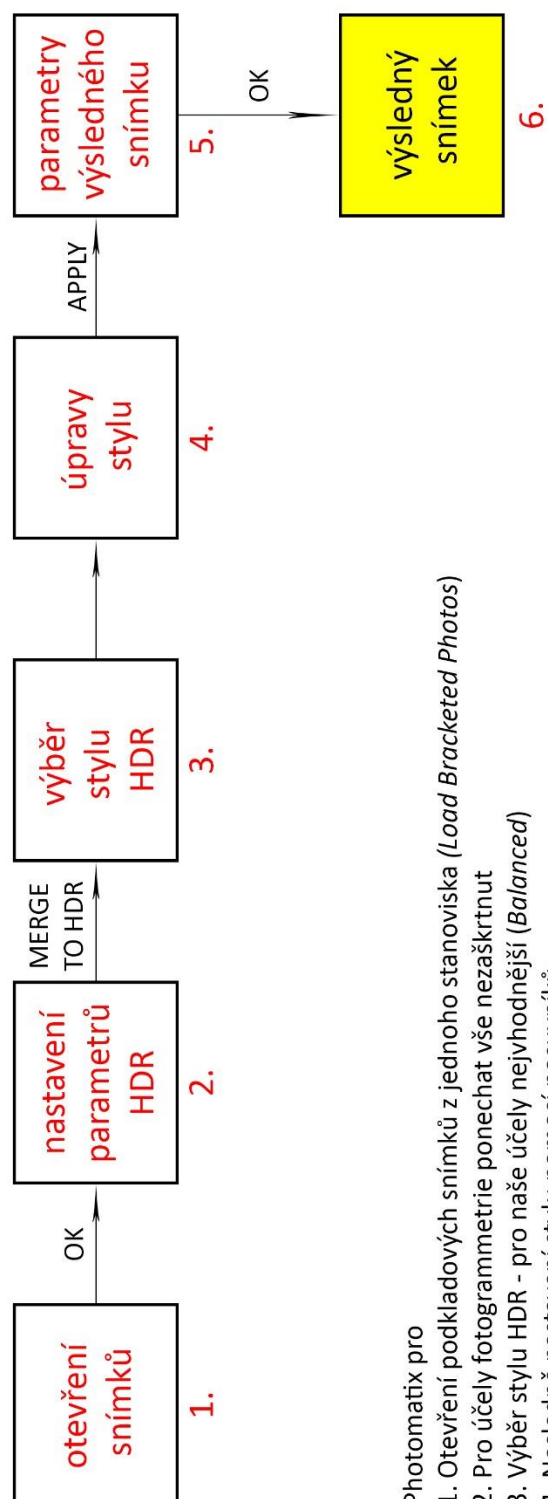 otevření
snímků
1.
OK
nastavení
parametrů
HDR
2.
MERGE
TO HDR
výběr
stylu
HDR
3.
úpravy
stylu
4.
APPLY
parametry
výsledného
snímku
5.
OK
výsledný
snímek
6.
Photomatix pro
1. Otevření podkladových snímků z jednoho stanoviska (Load Bracketed Photos)
2. Pro účely fotogrammetrie ponechat vše nezaškrtnut
3. Výběr stylu HDR - pro naše účely nejvhodnější (Balanced)